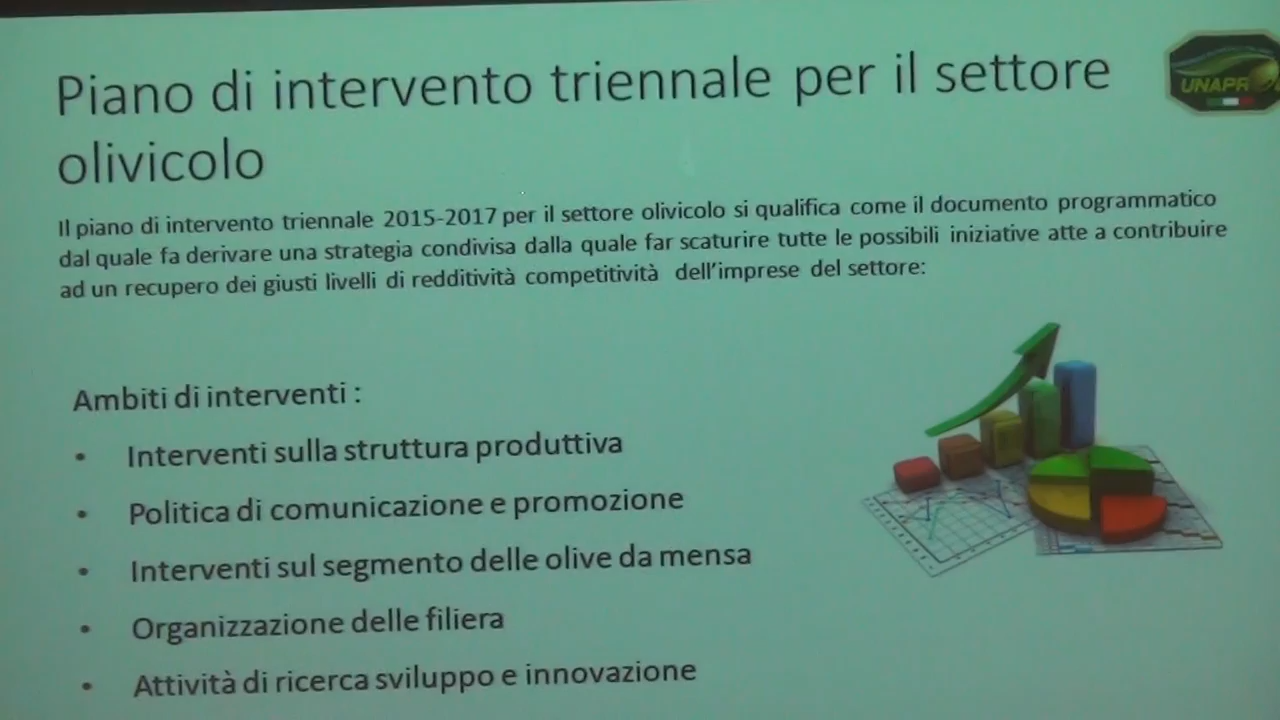 Piano di intervento triennale per il settore
olivicolo
UNAPR
Il piano di intervento triennale 2015-2017 per il settore olivicolo si qualifica come il documento programmatico
dal quale fa derivare una strategia condivisa dalla quale far scaturire tutte le possibili iniziative atte a contribuire
ad un recupero dei giusti livelli di redditività competitività dell'imprese del settore:
Ambiti di interventi :
• Interventi sulla struttura produttiva
• Politica di comunicazione e promozione
• Interventi sul segmento delle olive da mensa
• Organizzazione delle filiera
• Attività di ricerca sviluppo e innovazione